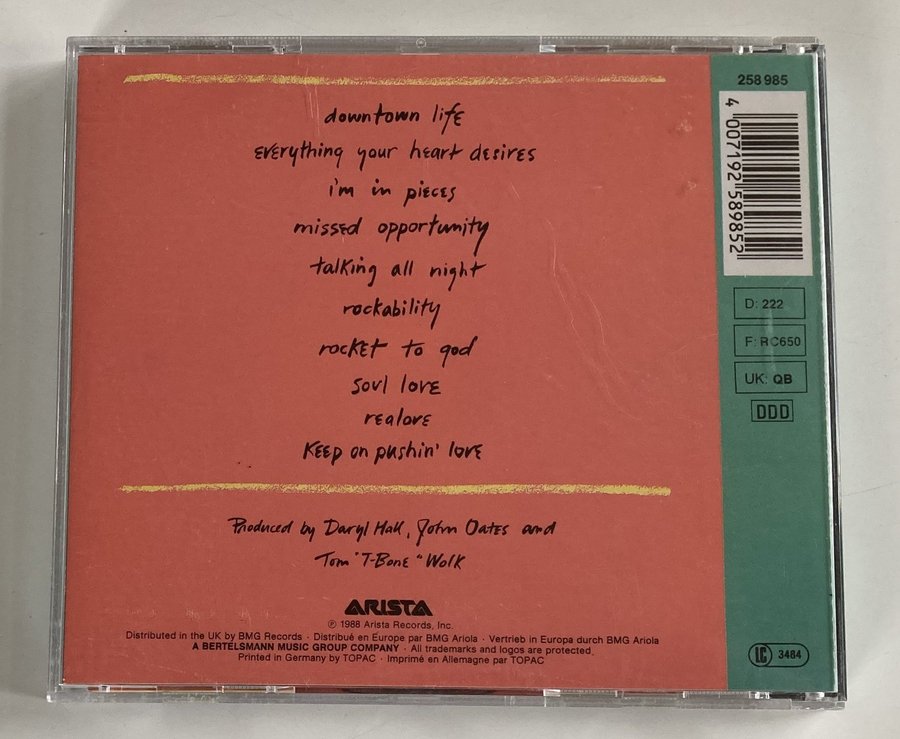 downtown life
everything your heart desires
i'm in pieces
missed opportunity
talking all night
rockability
rocket to god
soul love
realove
Keep on pushin' love
Produced by Daryl Hall, John Oates and
Tom "T-Bone" Wolk
ARISTA
℗ 1988 Arista Records, Inc.
Distributed in the UK by BMG Records · Distribué en Europe par BMG Ariola · Vertrieb in Europa durch BMG Ariola
A BERTELSMANN MUSIC GROUP COMPANY · All trademarks and logos are protected.
Printed in Germany by TOPAC · Imprimé en Allemagne par TOPAC
258 985
4 007192 589852
D: 222
F: RC650
UK: QB
DDD
LC 3484